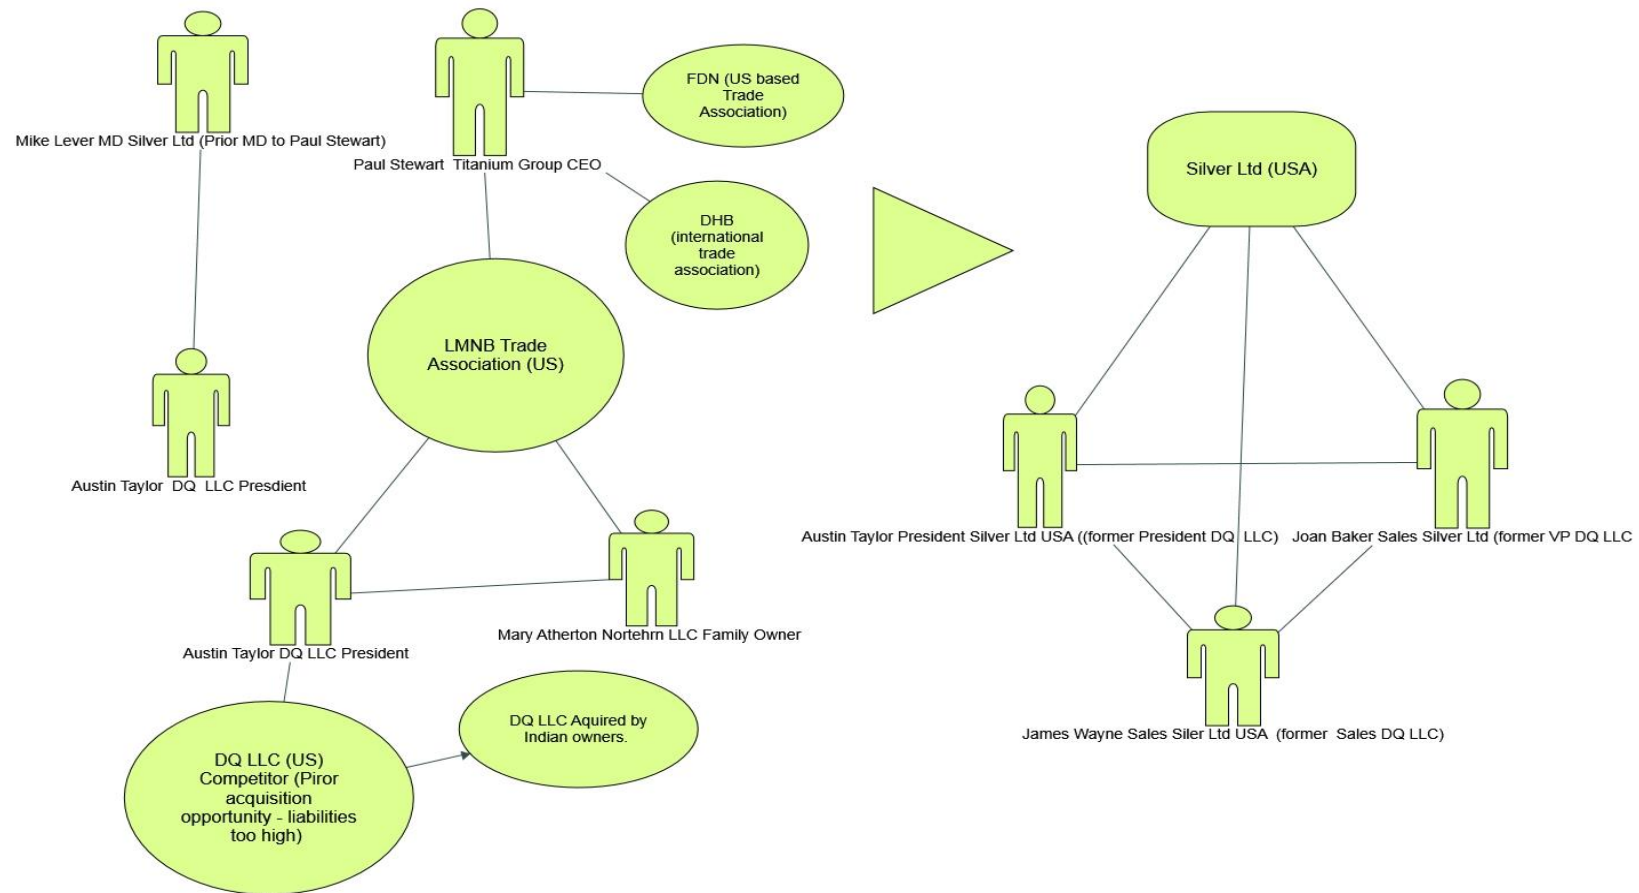 Mike Lever MD Silver Ltd (Prior MD to Paul Stewart)
Paul Stewart  Titanium Group CEO
FDN (US based
Trade
Association)
DHB
(international
trade
association)
LMNB Trade
Association (US)
Austin Taylor  DQ  LLC Presdient
Austin Taylor DQ LLC President
Mary Atherton Nortehrn LLC Family Owner
DQ LLC (US)
Competitor (Piror
acquisition
opportunity - liabilities
too high)
DQ LLC Aquired by
Indian owners.
Silver Ltd (USA)
Austin Taylor President Silver Ltd USA ((former President DQ  LLC)
Joan Baker Sales Silver Ltd (former VP DQ LLC
James Wayne Sales Siler Ltd USA  (former  Sales DQ LLC)